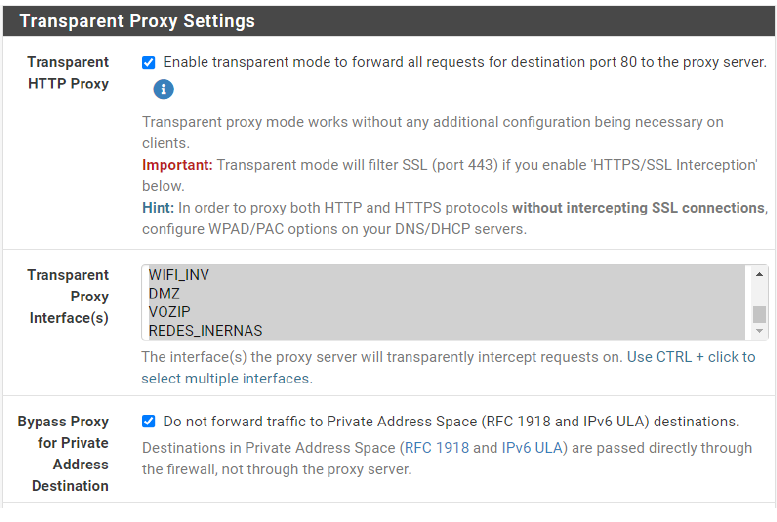 Transparent Proxy Settings
Transparent
HTTP Proxy
Enable transparent mode to forward all requests for destination port 80 to the proxy server.
i
Transparent proxy mode works without any additional configuration being necessary on
clients.
Important: Transparent mode will filter SSL (port 443) if you enable 'HTTPS/SSL Interception'
below.
Hint: In order to proxy both HTTP and HTTPS protocols without intercepting SSL connections,
configure WPAD/PAC options on your DNS/DHCP servers.
Transparent
Proxy
Interface(s)
WIFI_INV
DMZ
VOZIP
REDES_INERNAS
The interface(s) the proxy server will transparently intercept requests on. Use CTRL + click to
select multiple interfaces.
Bypass Proxy
for Private
Address
Destination
Do not forward traffic to Private Address Space (RFC 1918 and IPv6 ULA) destinations.
Destinations in Private Address Space (RFC 1918 and IPv6 ULA) are passed directly through
the firewall, not through the proxy server.